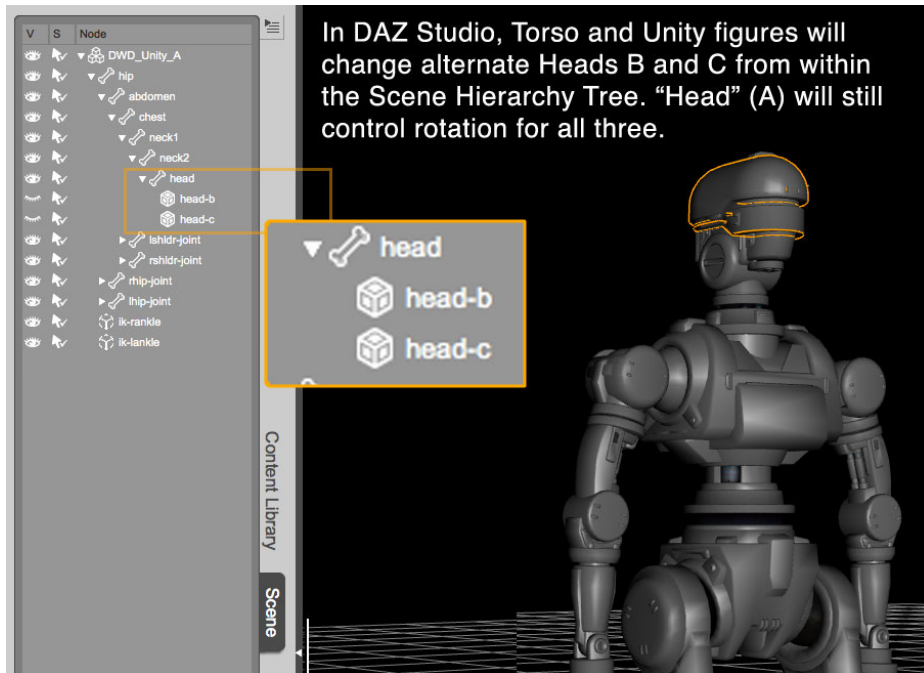 V S Node
DWD_Unity_A
hip
abdomen
chest
neck1
neck2
head
head-b
head-c
lshldr-joint
rshldr-joint
rhip-joint
lhip-joint
ik-rankle
ik-lankle
In DAZ Studio, Torso and Unity figures will
change alternate Heads B and C from within
the Scene Hierarchy Tree. “Head” (A) will still
control rotation for all three.
head
head-b
head-c
Content Library
Scene